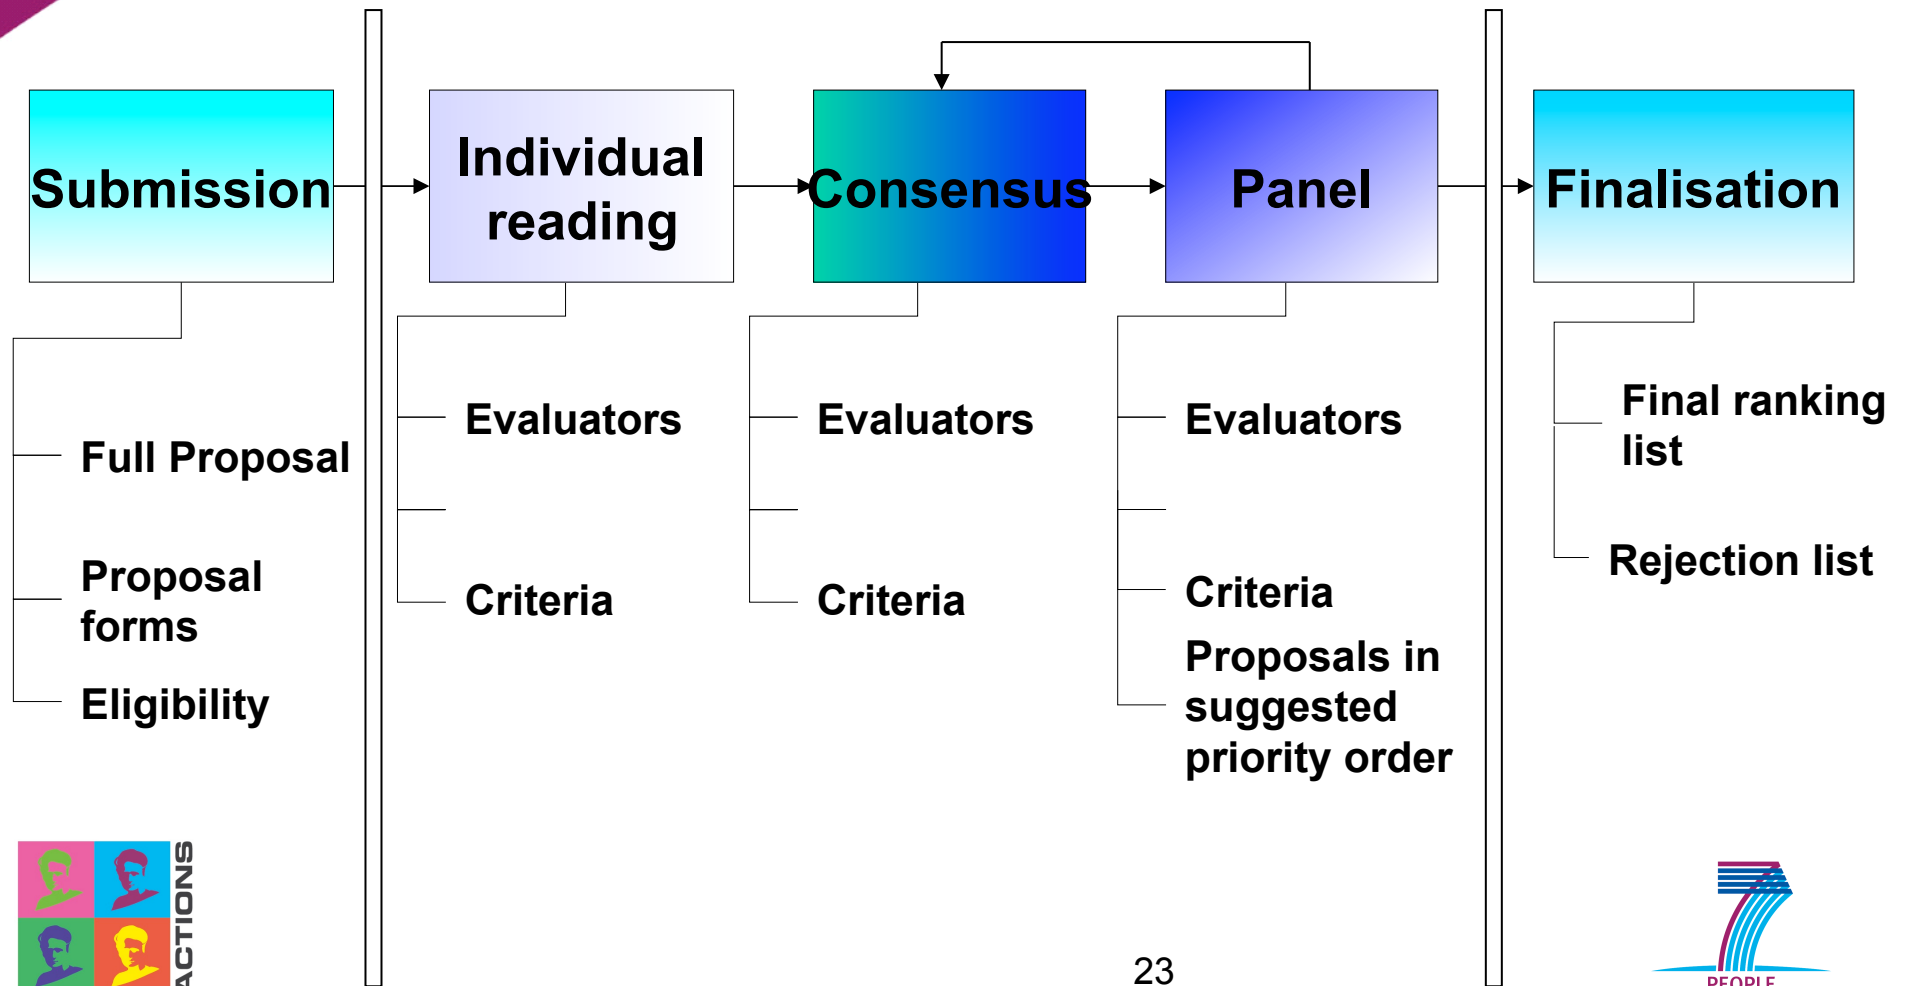 Submission
Individual
reading
Consensus
Panel
Finalisation
Full Proposal
Proposal
forms
Eligibility
Evaluators
Criteria
Evaluators
Criteria
Evaluators
Criteria
Proposals in
suggested
priority order
Final ranking
list
Rejection list
ACTIONS
23
PEOPLE